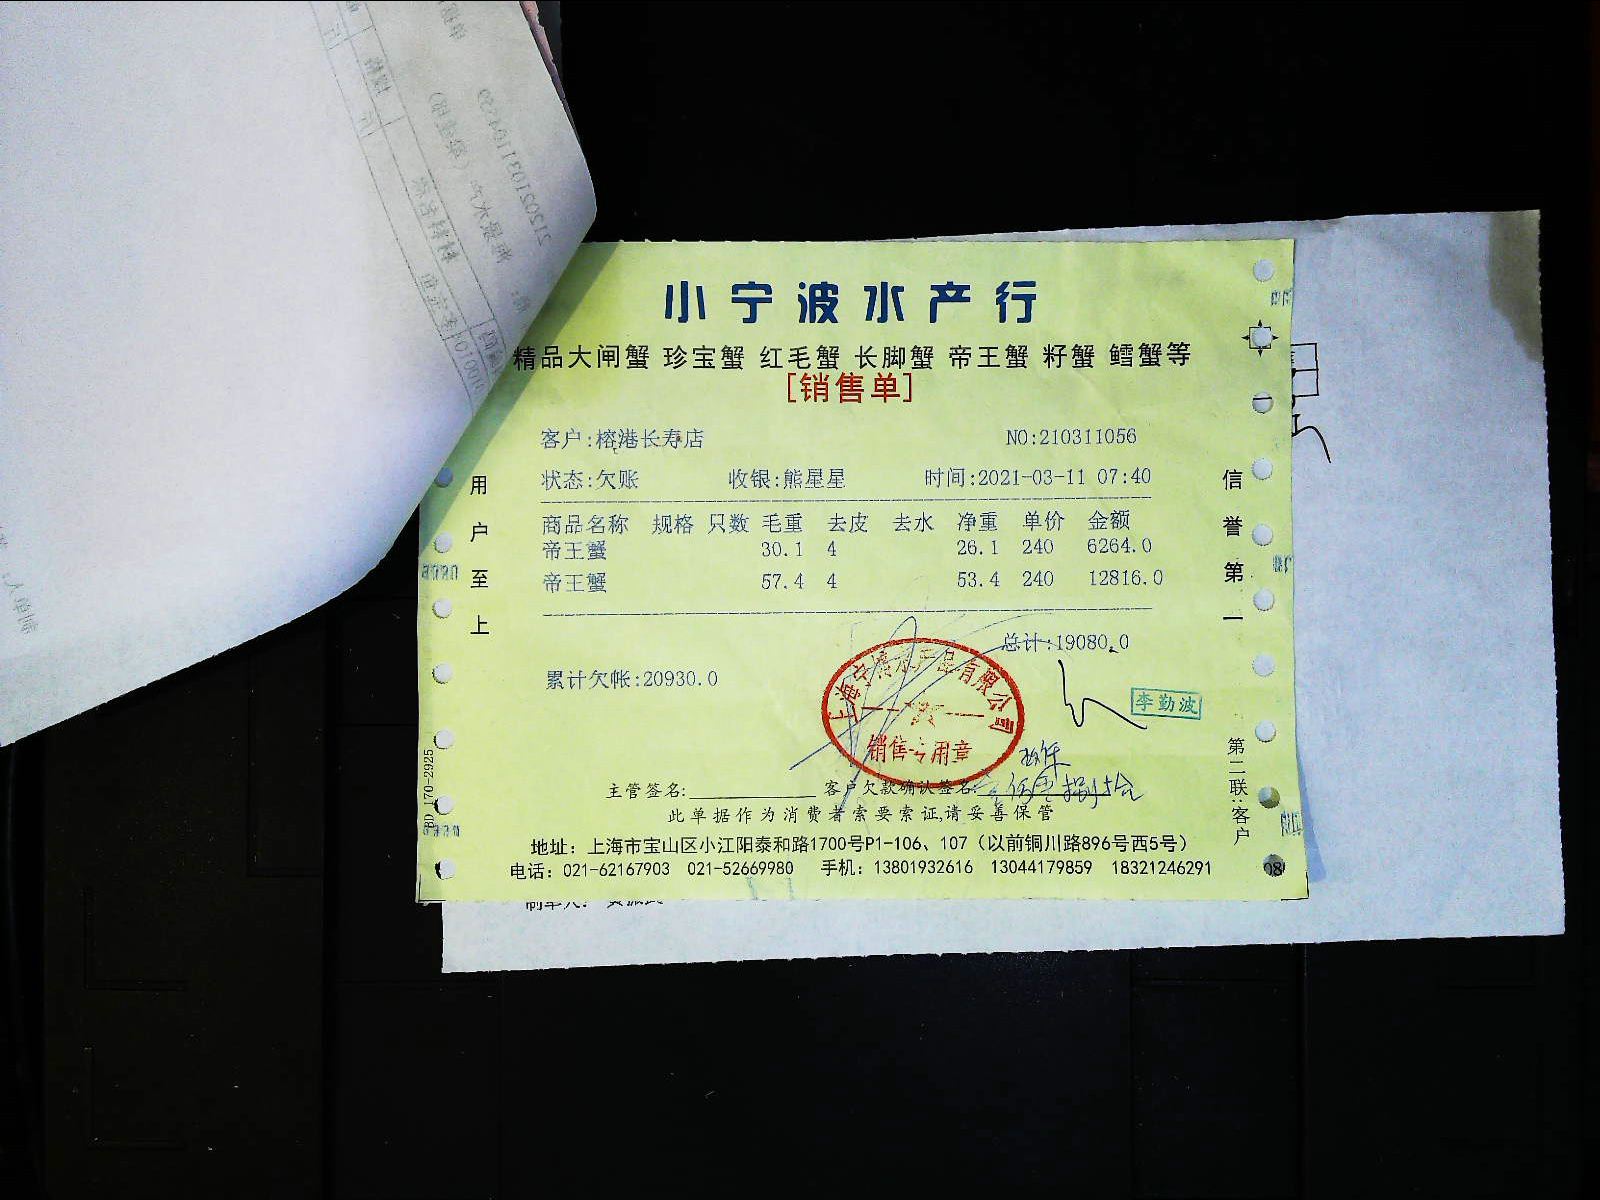 小宁波水产行
精品大闸蟹 珍宝蟹 红毛蟹 长脚蟹 帝王蟹 籽蟹 鳕蟹等
[销售单]
客户:榕港长寿店 NO:210311056
状态:欠账 收银:熊星星 时间:2021-03-11 07:40
商品名称 规格 只数 毛重 去皮 去水 净重 单价 金额
帝王蟹 30.1 4 26.1 240 6264.0
帝王蟹 57.4 4 53.4 240 12816.0
总计:19080.0
累计欠帐:20930.0
李勤波
销售专用章
主管签名: 客户欠款确认签名:
此单据作为消费者索要索证,请妥善保管
地址：上海市宝山区小江阳泰和路1700号P1-106、107（以前铜川路896号西5号）
电话：021-62167903 021-52669980 手机：13801932616 13044179859 18321246291
用户至上
信誉第一
第二联:客户
BD 170-2925